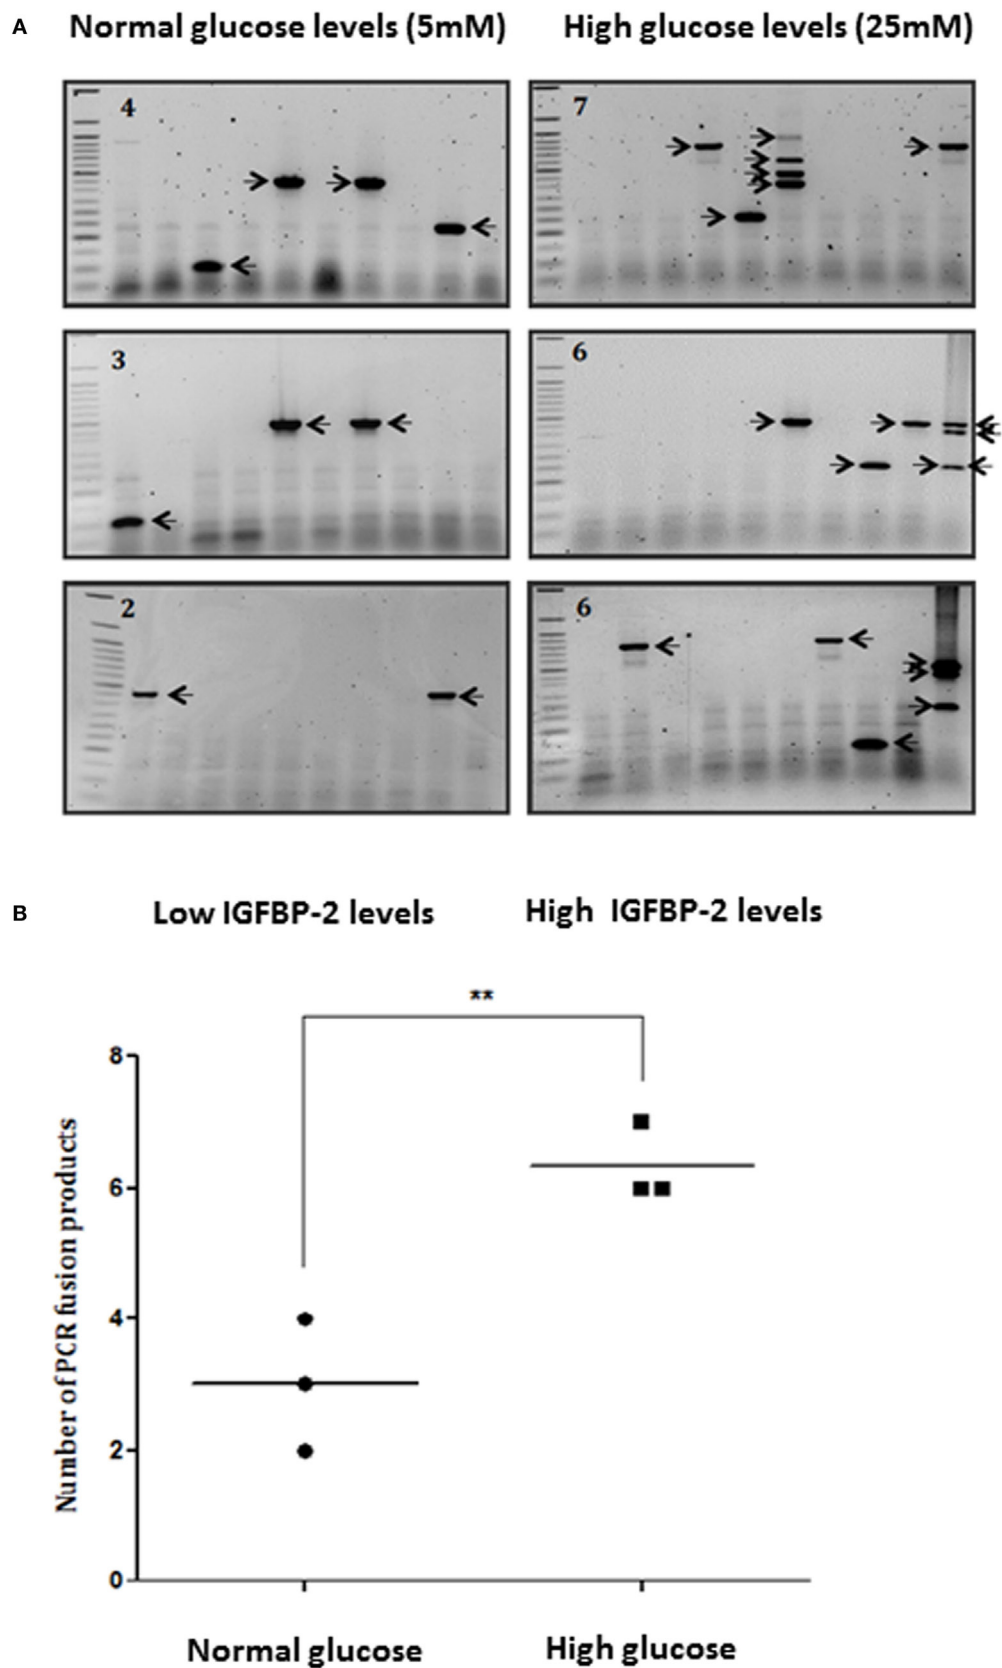 A Normal glucose levels (5mM) High glucose levels (25mM)
4 7
3 6
2 6
B Low IGFBP-2 levels High IGFBP-2 levels
**
8
6
4
2
0
Number of PCR fusion products
Normal glucose High glucose